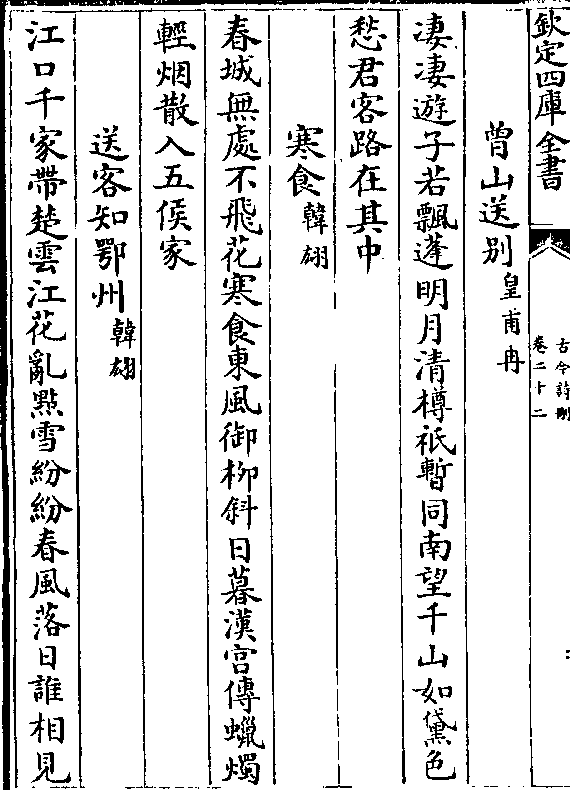 欽定四庫全書
古今詩刪
卷二十二
曾山送别皇甫冉
凄凄遊子若飄蓬明月清樽祇暫同南望千山如黛色
愁君客路在其中
寒食韓翃
春城無處不飛花寒食東風御柳斜日暮漢宫傳蠟燭
輕烟散入五侯家
送客知鄂州韓翃
江口千家帶楚雲江花亂㸃雪紛紛春風落日誰相見